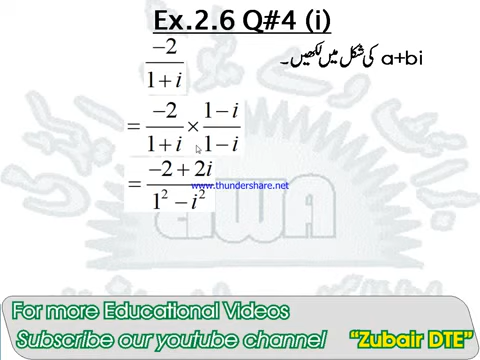 Ex.2.6 Q#4 (i)
−2/(1+i) a+bi کی شکل میں لکھیں۔
= −2/(1+i) × (1−i)/(1−i)
= (−2+2i)/(1² − i²)
www.thundershare.net
For more Educational Videos
Subscribe our youtube channel "Zubair DTE"